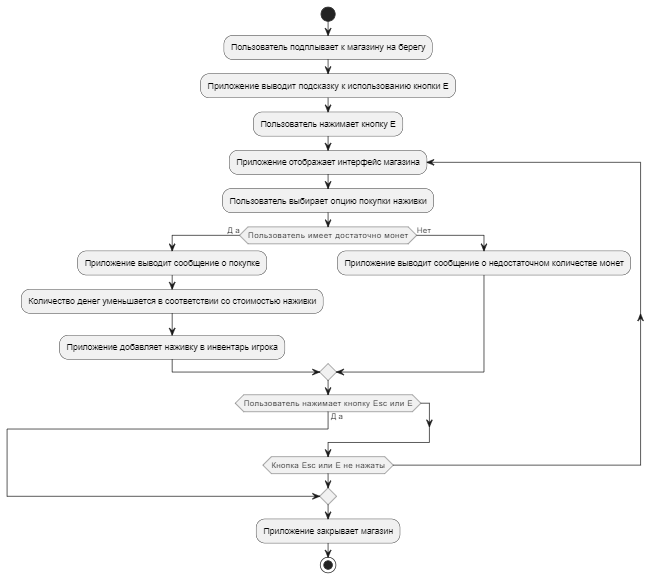 Пользователь подплывает к магазину на берегу
Приложение выводит подсказку к использованию кнопки E
Пользователь нажимает кнопку E
Приложение отображает интерфейс магазина
Пользователь выбирает опцию покупки наживки
Да
Пользователь имеет достаточно монет
Нет
Приложение выводит сообщение о покупке
Приложение выводит сообщение о недостаточном количестве монет
Количество денег уменьшается в соответствии со стоимостью наживки
Приложение добавляет наживку в инвентарь игрока
Пользователь нажимает кнопку Esc или E
Да
Кнопка Esc или E не нажаты
Приложение закрывает магазин